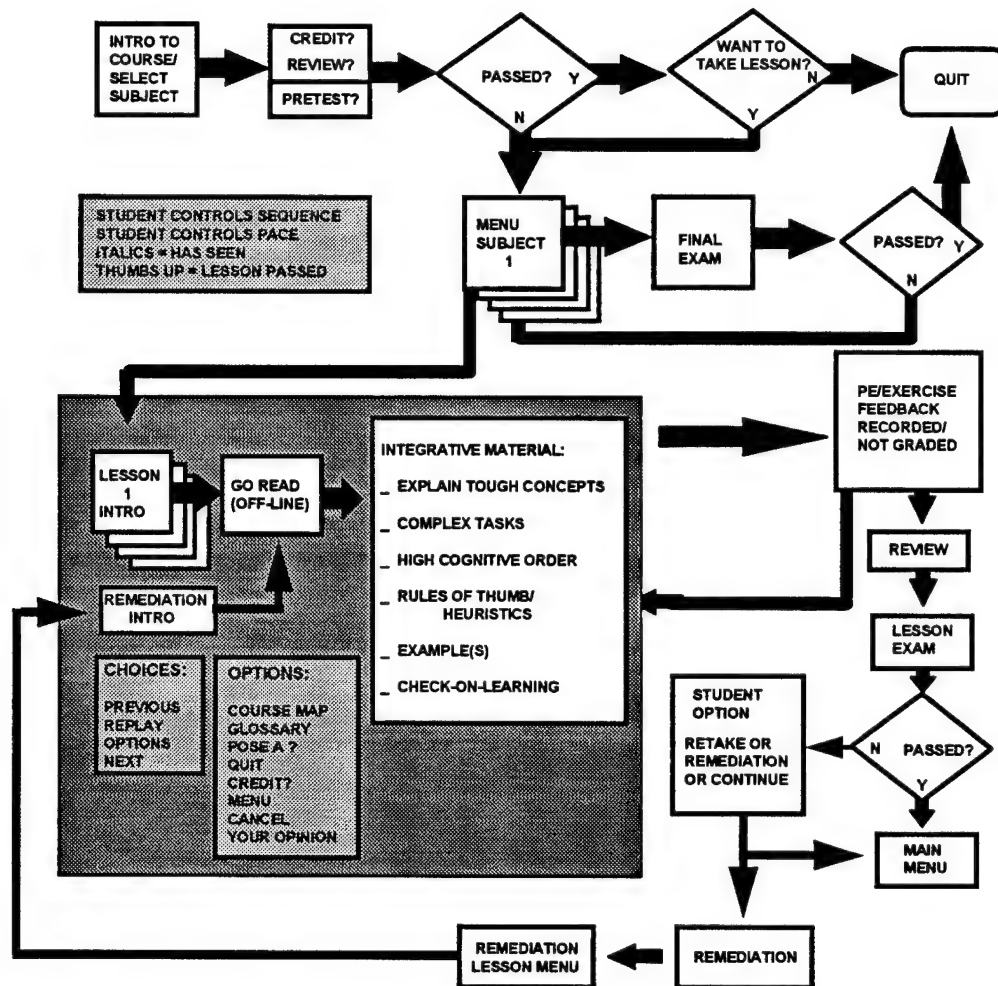 INTRO TO
COURSE/
SELECT
SUBJECT
CREDIT?
REVIEW?
PRETEST?
PASSED?
Y
N
WANT TO
TAKE LESSON?
N
Y
QUIT
STUDENT CONTROLS SEQUENCE
STUDENT CONTROLS PACE
ITALICS = HAS SEEN
THUMBS UP = LESSON PASSED
MENU
SUBJECT
1
FINAL
EXAM
PASSED?
Y
N
LESSON
1
INTRO
GO READ
(OFF-LINE)
REMEDIATION
INTRO
CHOICES:
PREVIOUS
REPLAY
OPTIONS
NEXT
OPTIONS:
COURSE MAP
GLOSSARY
POSE A ?
QUIT
CREDIT?
MENU
CANCEL
YOUR OPINION
INTEGRATIVE MATERIAL:
_ EXPLAIN TOUGH CONCEPTS
_ COMPLEX TASKS
_ HIGH COGNITIVE ORDER
_ RULES OF THUMB/
HEURISTICS
_ EXAMPLE(S)
_ CHECK-ON-LEARNING
PE/EXERCISE
FEEDBACK
RECORDED/
NOT GRADED
REVIEW
LESSON
EXAM
PASSED?
N
Y
STUDENT
OPTION
RETAKE OR
REMEDIATION
OR CONTINUE
MAIN
MENU
REMEDIATION
REMEDIATION
LESSON MENU